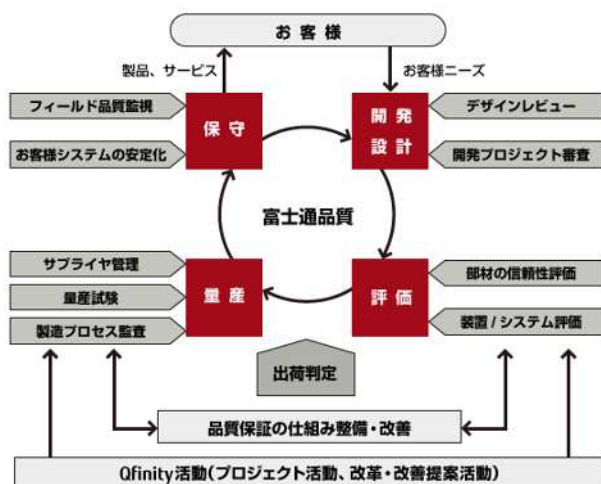 お客様
製品、サービス
お客様ニーズ
フィールド品質監視
お客様システムの安定化
保守
開発
設計
デザインレビュー
開発プロジェクト審査
富士通品質
サプライヤ管理
量産試験
製造プロセス監査
量産
評価
部材の信頼性評価
装置/システム評価
出荷判定
品質保証の仕組み整備・改善
Qfinity活動(プロジェクト活動、改革・改善提案活動)